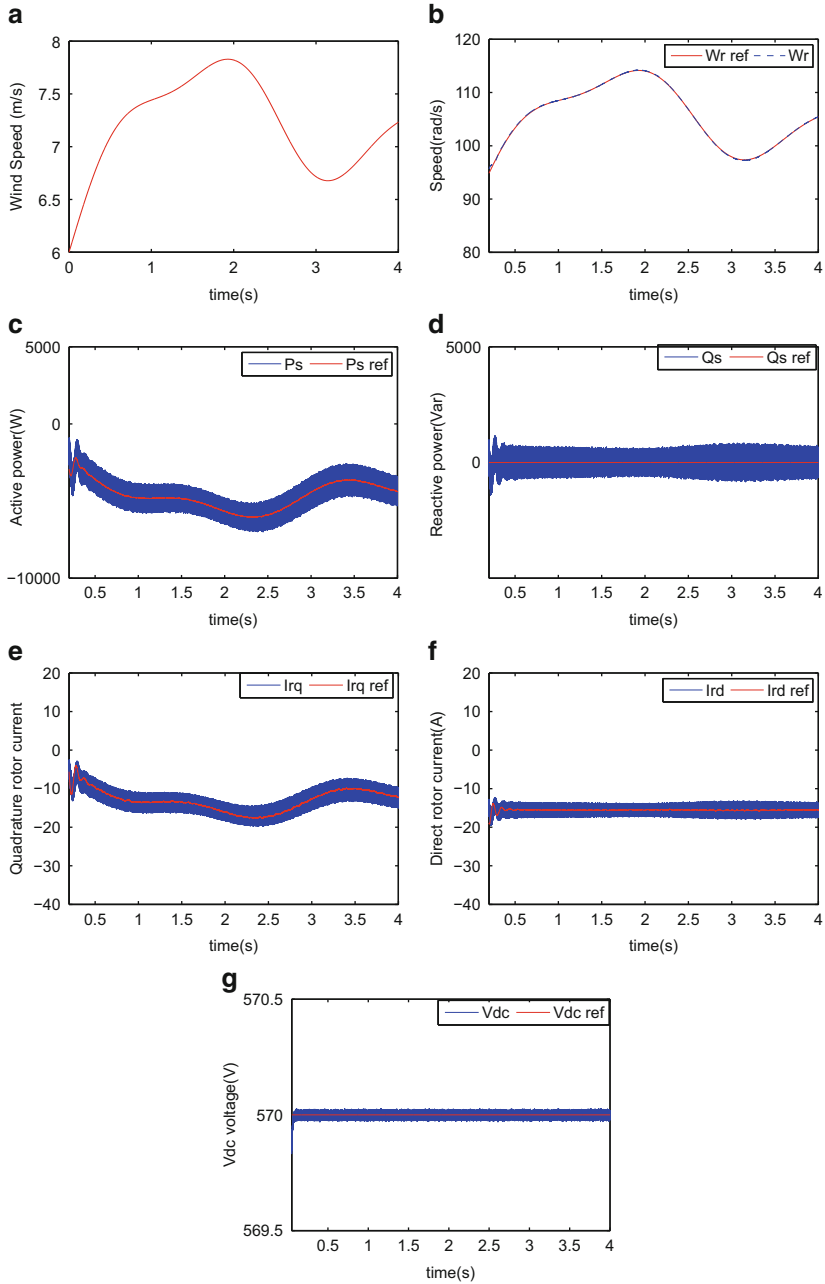 a
8
7.5
7
6.5
6
Wind Speed (m/s)
0 1 2 3 4
time(s)
b
120
110
100
90
80
Speed(rad/s)
Wr ref Wr
0.5 1 1.5 2 2.5 3 3.5 4
time(s)
c
5000
0
−10000
Active power(W)
Ps Ps ref
0.5 1 1.5 2 2.5 3 3.5 4
time(s)
d
5000
0
Reactive power(Var)
Qs Qs ref
0.5 1 1.5 2 2.5 3 3.5 4
time(s)
e
20
10
0
−10
−20
−30
−40
Quadrature rotor current
Irq Irq ref
0.5 1 1.5 2 2.5 3 3.5 4
time(s)
f
20
15
10
0
−10
−20
−30
−40
Direct rotor current(A)
Ird Ird ref
0.5 1 1.5 2 2.5 3 3.5 4
time(s)
g
570.5
570
569.5
Vdc voltage(V)
Vdc Vdc ref
0.5 1 1.5 2 2.5 3 3.5 4
time(s)